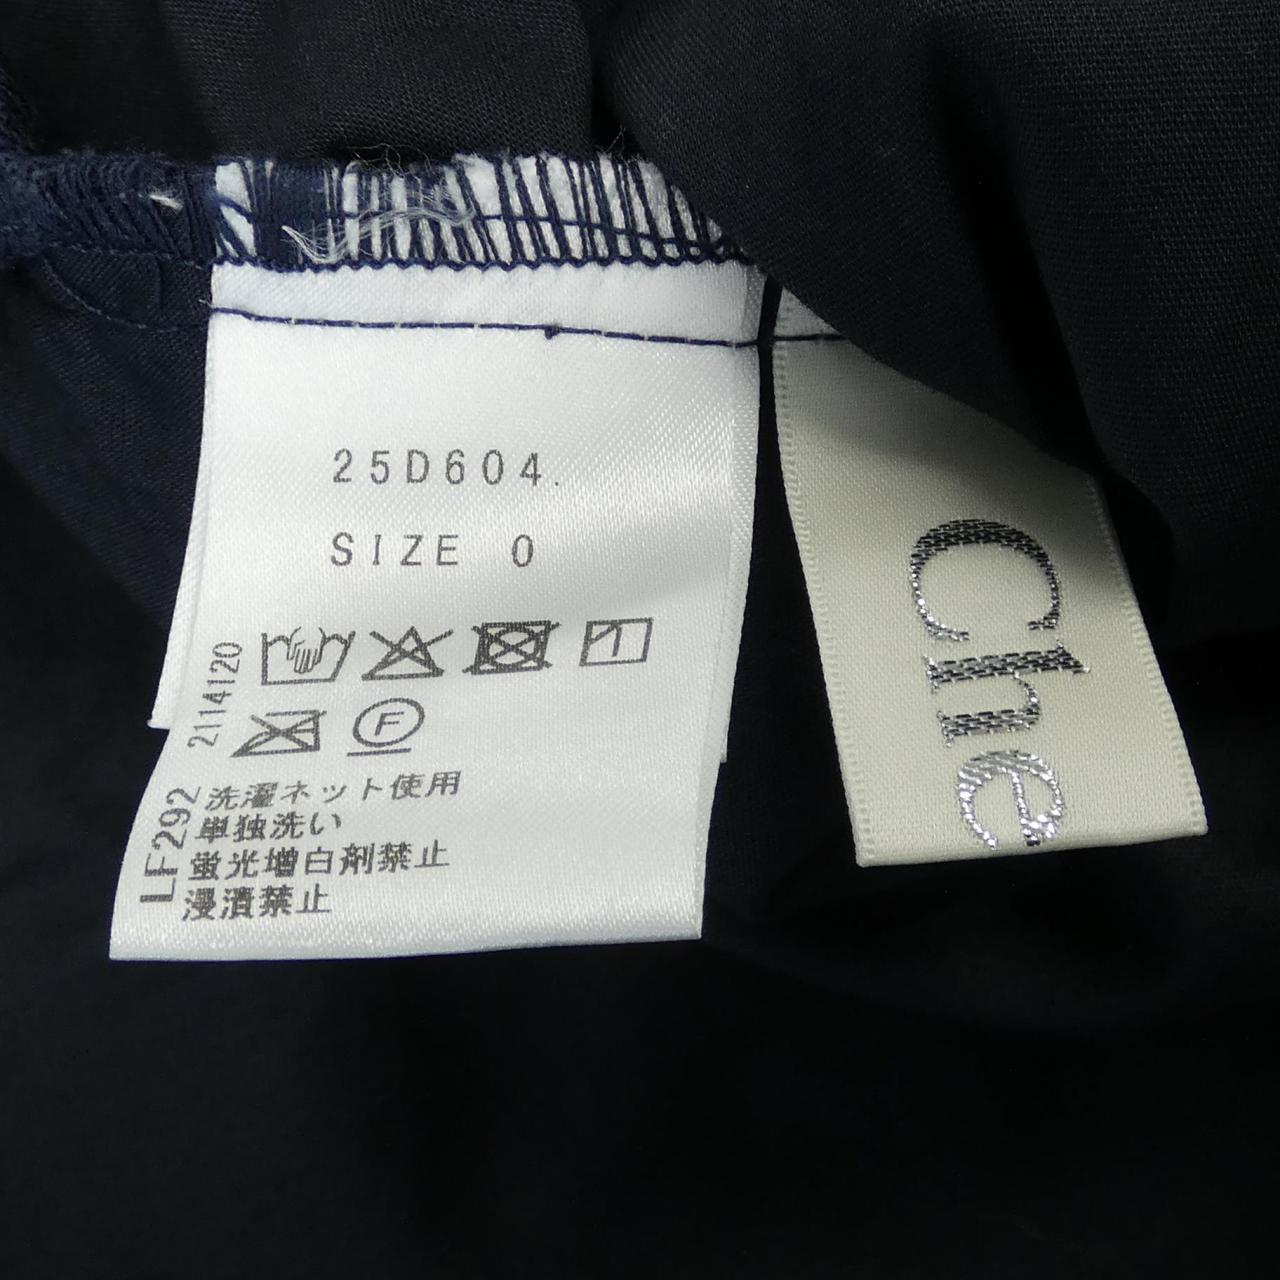 25D604.
SIZE 0
2114120
F
LF292
洗濯ネット使用
単独洗い
蛍光増白剤禁止
浸漬禁止
Che